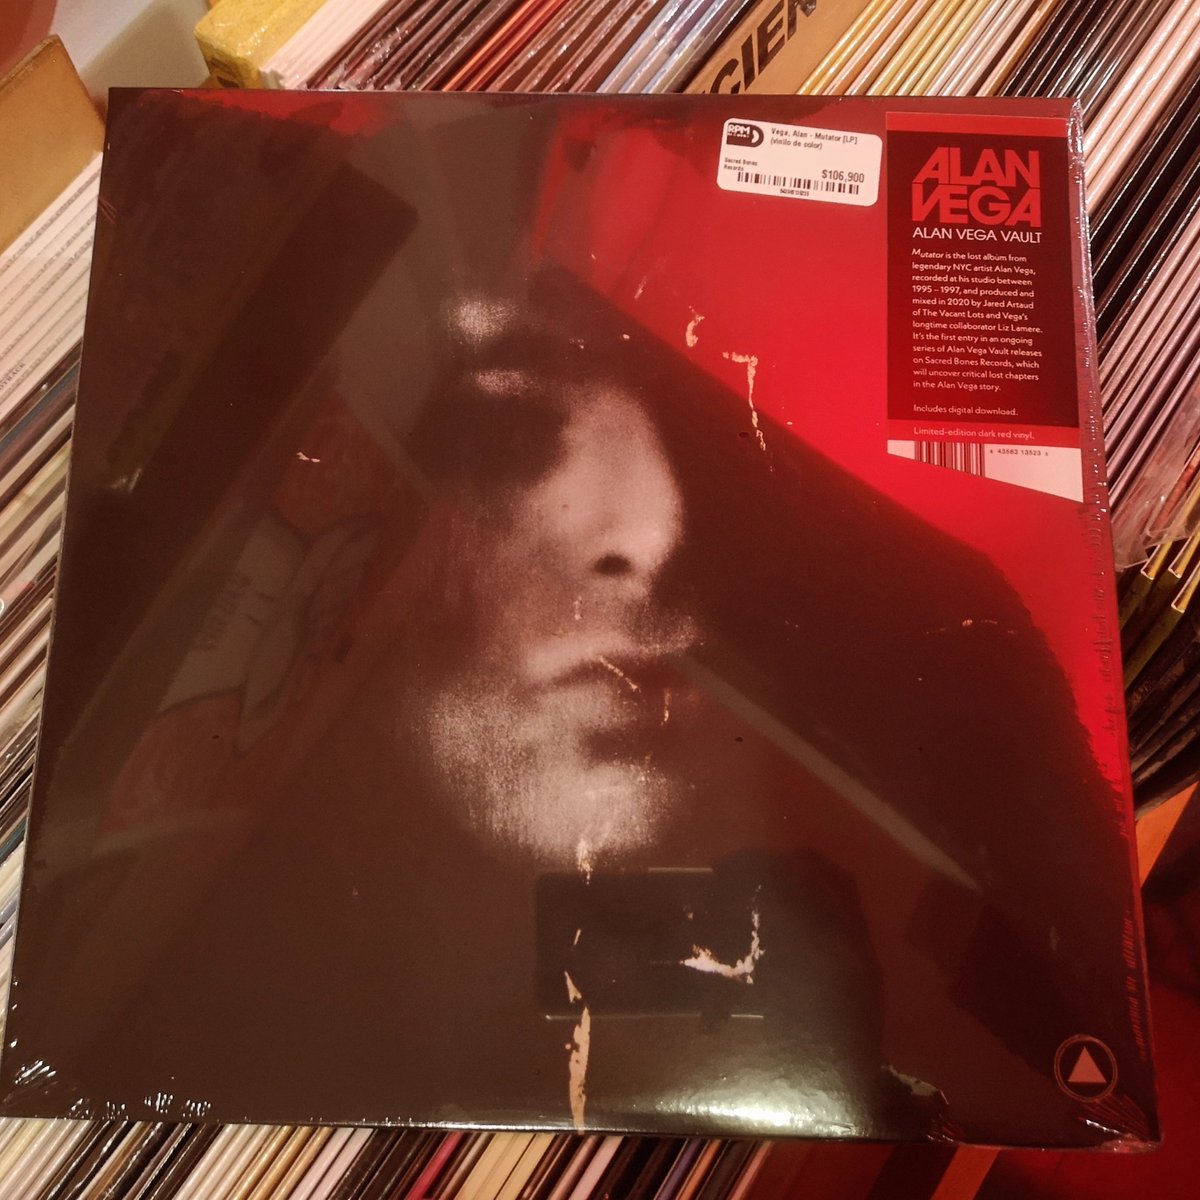 CIEN
RPM
RECORDS
Vega, Alan - Mutator [LP]
(vinilo de color)
Sacred Bones
Records
$106,900
ALAN
VEGA
ALAN VEGA VAULT
Mutator is the lost album from
legendary NYC artist Alan Vega,
recorded at his studio between
1995 – 1997, and produced and
mixed in 2020 by Jared Artaud
of The Vacant Lots and Vega's
longtime collaborator Liz Lamere.
It's the first entry in an ongoing
series of Alan Vega Vault releases
on Sacred Bones Records, which
will uncover critical lost chapters
in the Alan Vega story.
Includes digital download.
Limited-edition dark red vinyl.